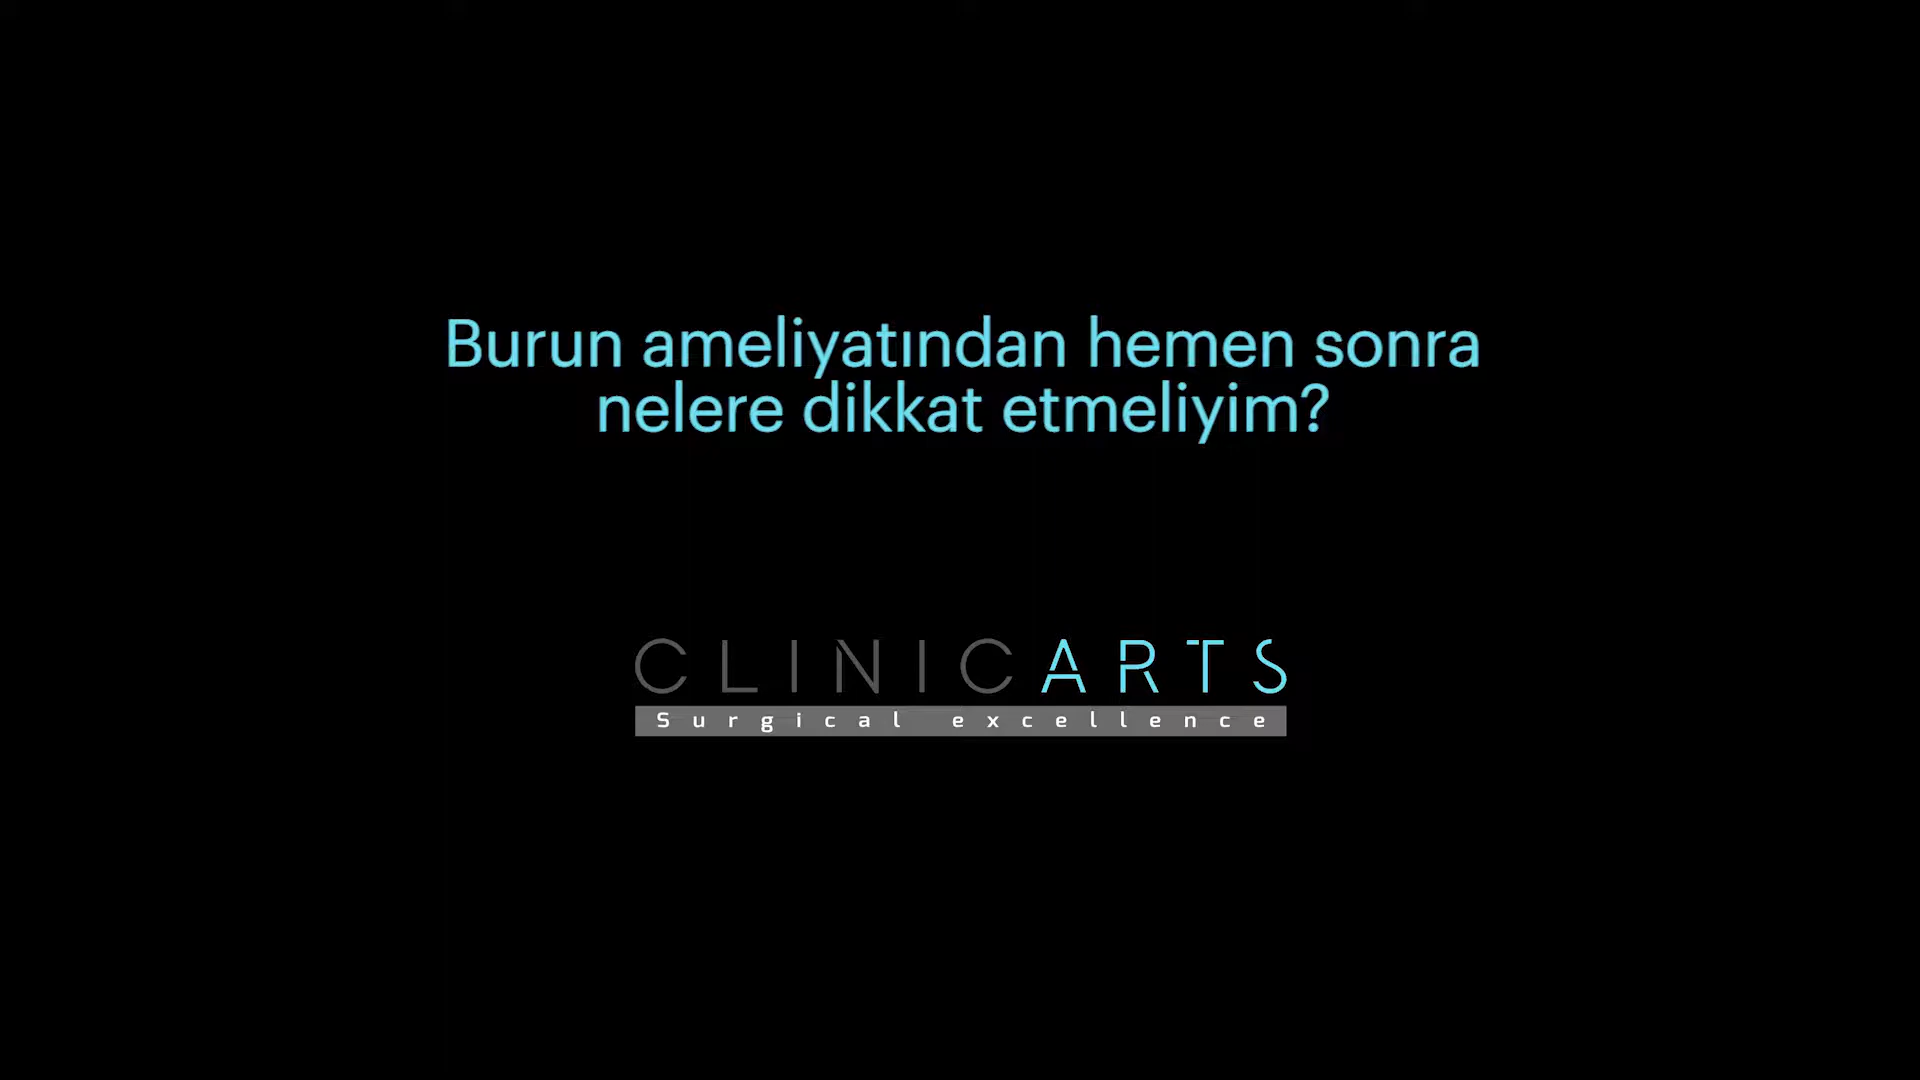 Burun ameliyatından hemen sonra
nelere dikkat etmeliyim?
CLINICARTS
Surgical excellence